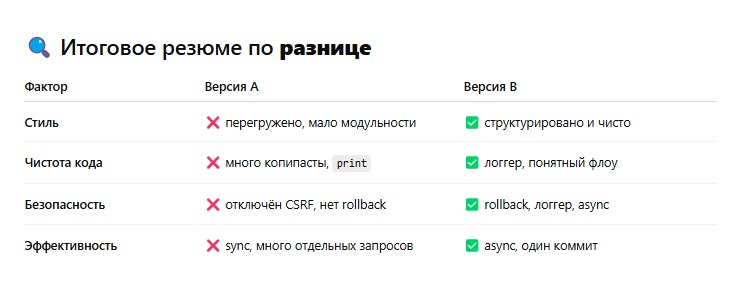 🔍 Итоговое резюме по разнице
Фактор Версия A Версия B
Стиль ❌ перегружено, мало модульности ✅ структурировано и чисто
Чистота кода ❌ много копипасты, print ✅ логгер, понятный флоу
Безопасность ❌ отключён CSRF, нет rollback ✅ rollback, логгер, async
Эффективность ❌ sync, много отдельных запросов ✅ async, один коммит